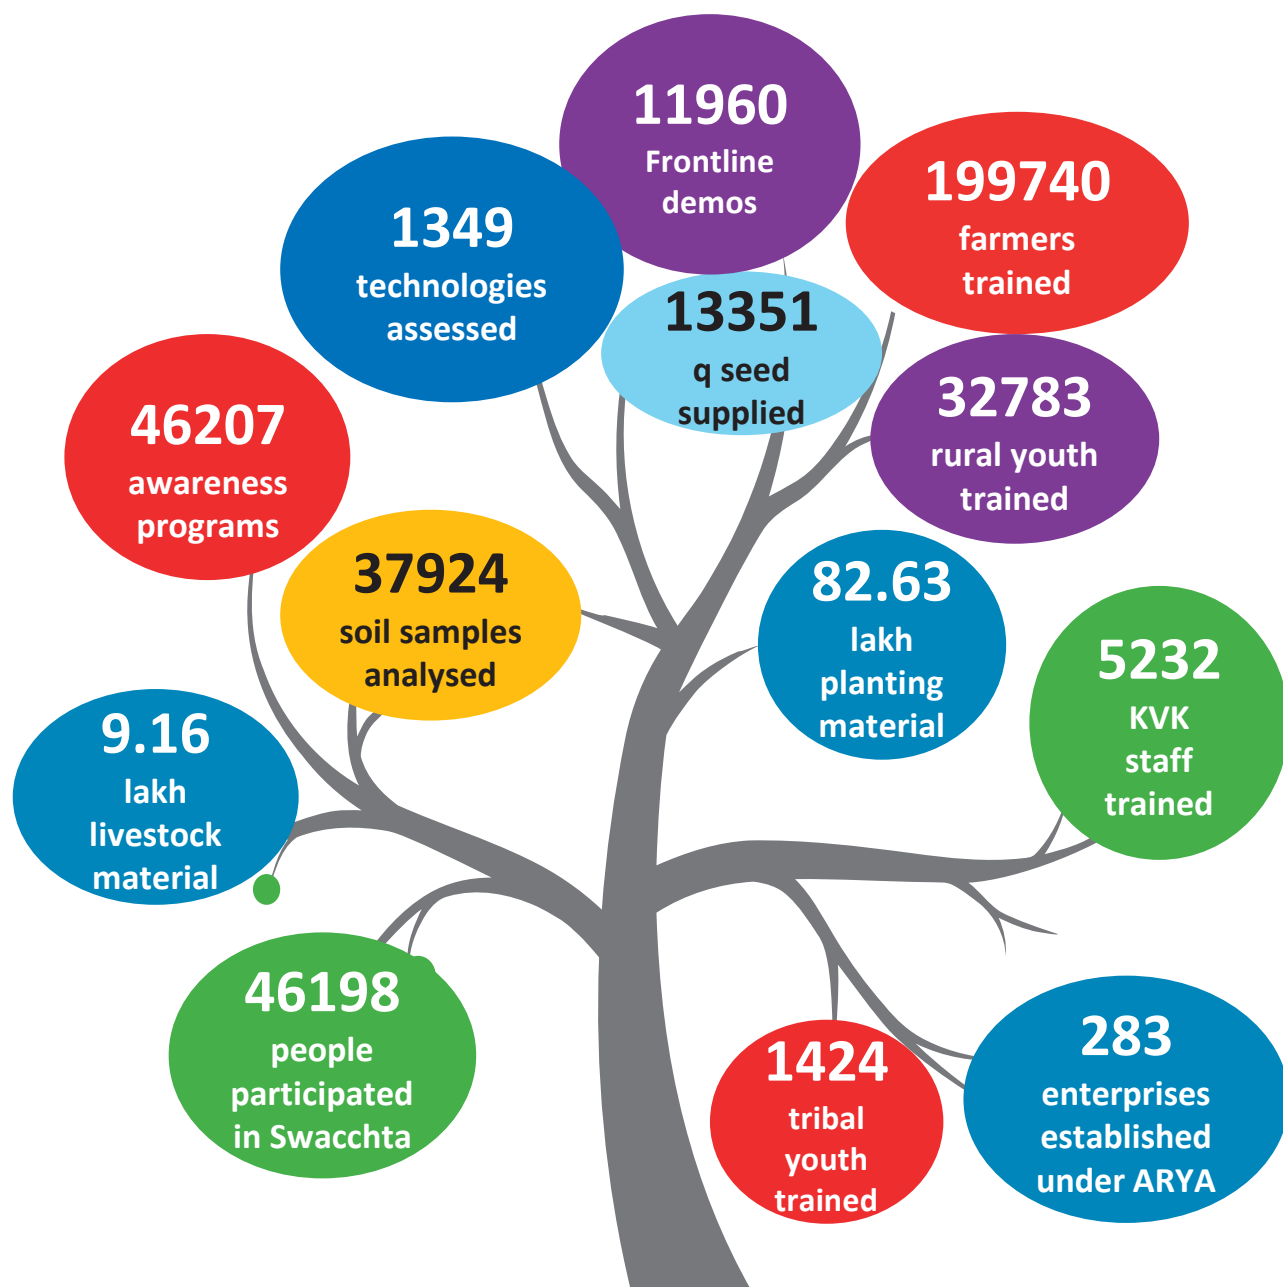 11960
Frontline
demos
199740
farmers
trained
1349
technologies
assessed
13351
q seed
supplied
32783
rural youth
trained
46207
awareness
programs
37924
soil samples
analysed
82.63
lakh
planting
material
5232
KVK
staff
trained
9.16
lakh
livestock
material
46198
people
participated
in Swacchta
1424
tribal
youth
trained
283
enterprises
established
under ARYA